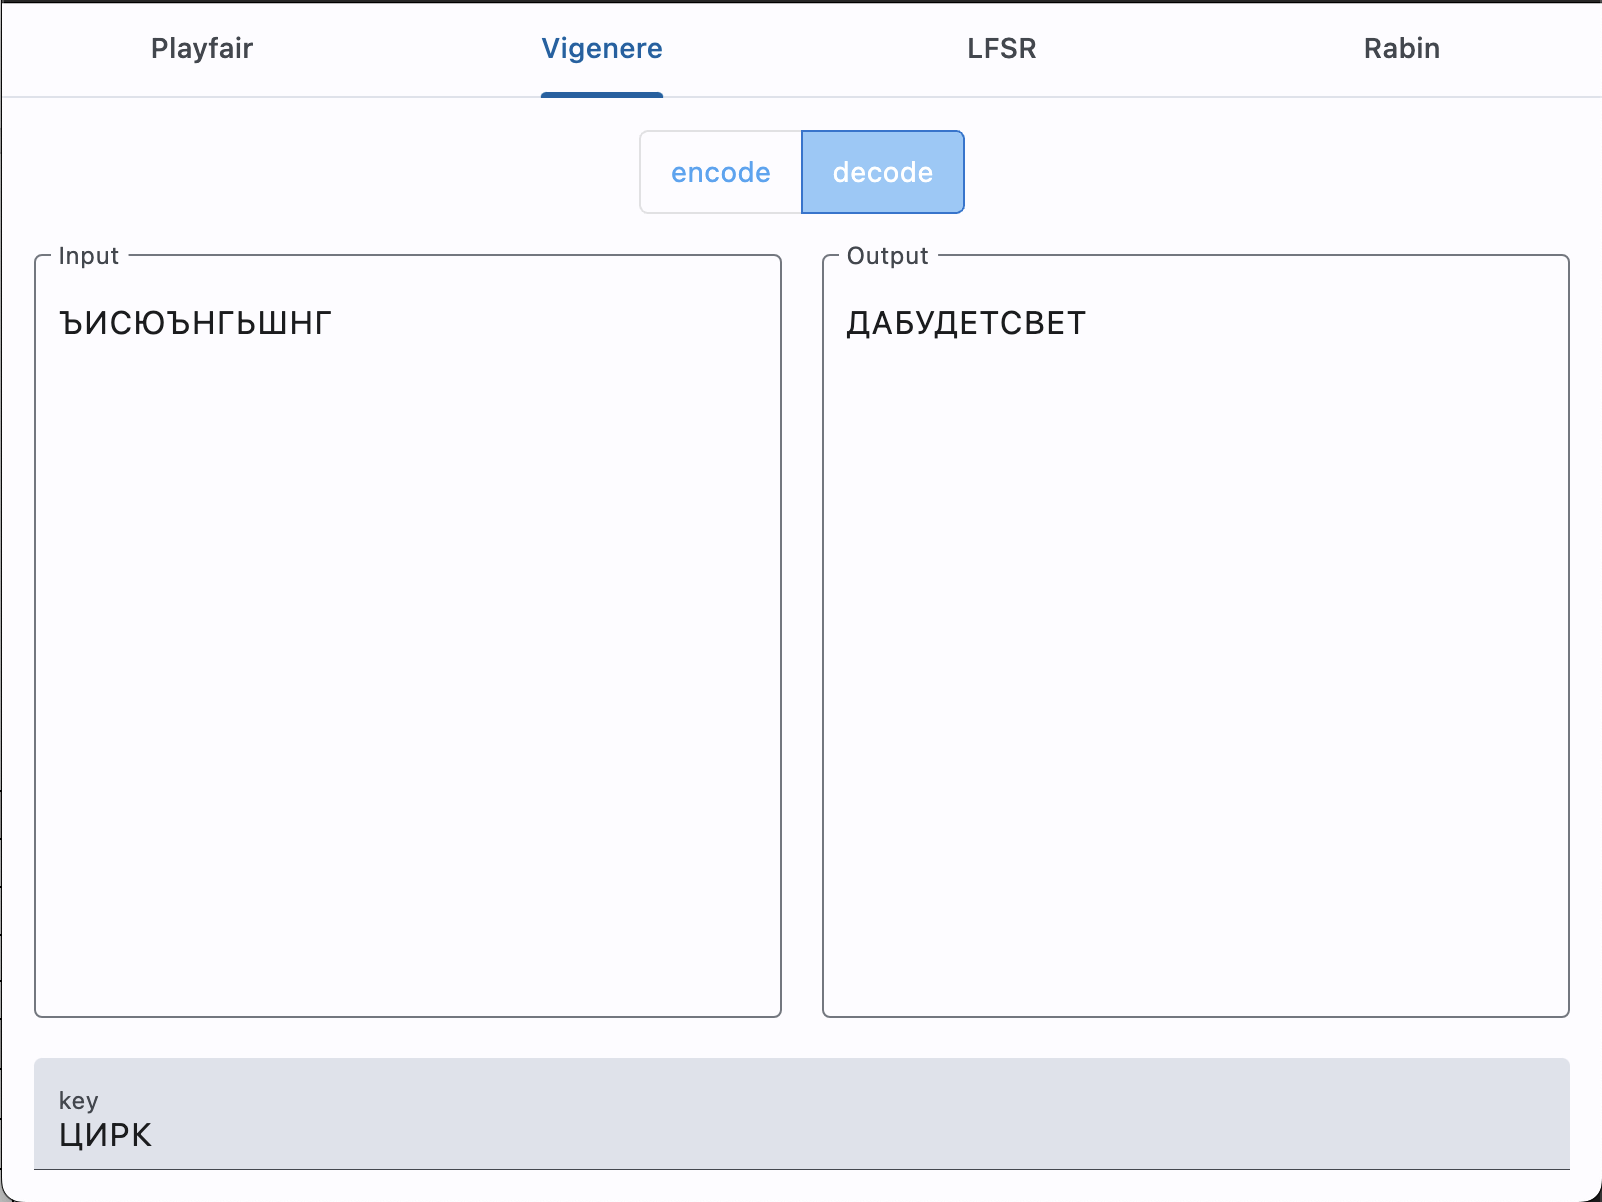 Playfair
Vigenere
LFSR
Rabin
encode
decode
Input
ЪИСЮЪНГЬШНГ
Output
ДАБУДЕТСВЕТ
key
ЦИРК